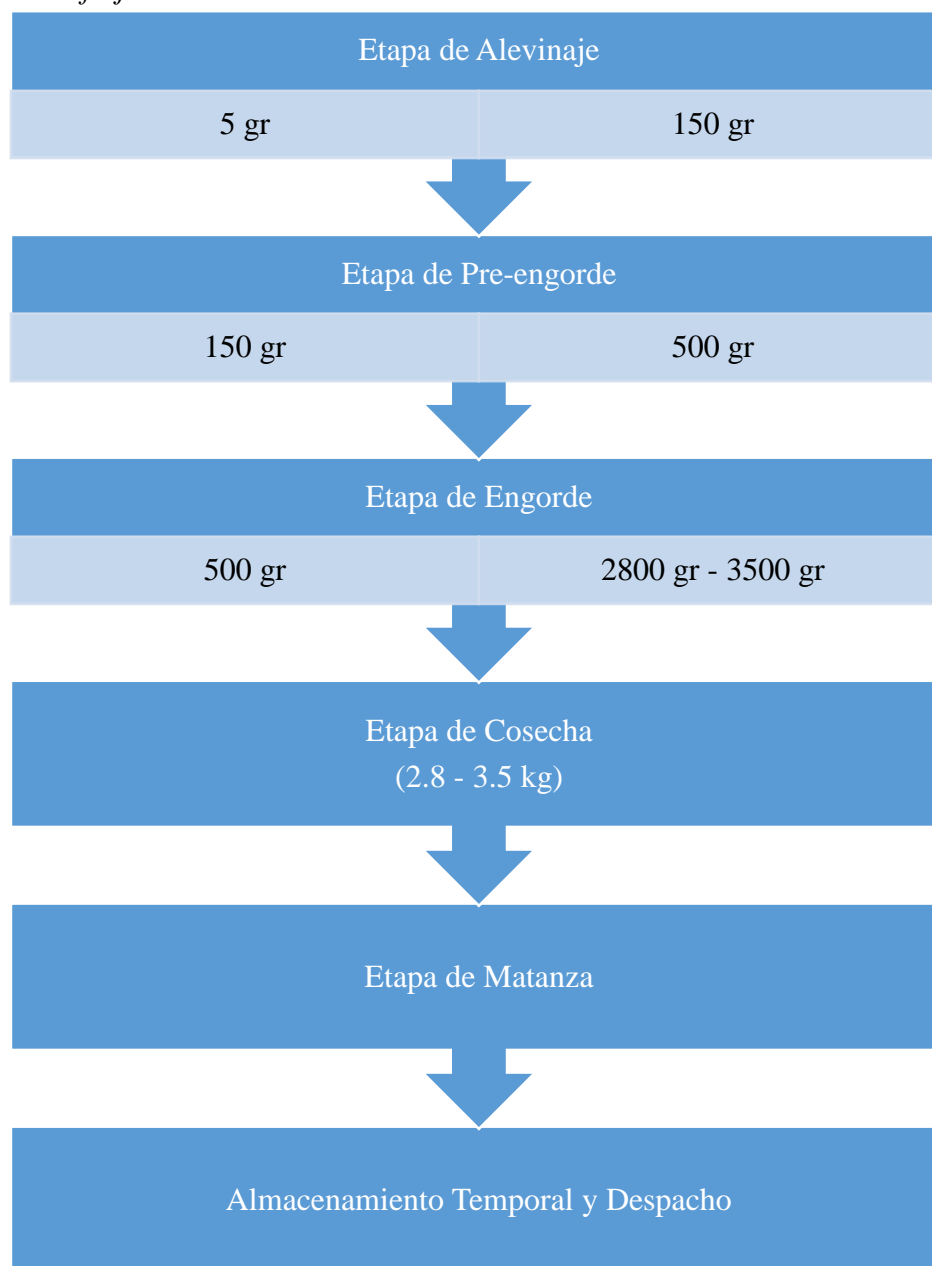 Etapa de Alevinaje
5 gr 150 gr
Etapa de Pre-engorde
150 gr 500 gr
Etapa de Engorde
500 gr 2800 gr - 3500 gr
Etapa de Cosecha
(2.8 - 3.5 kg)
Etapa de Matanza
Almacenamiento Temporal y Despacho